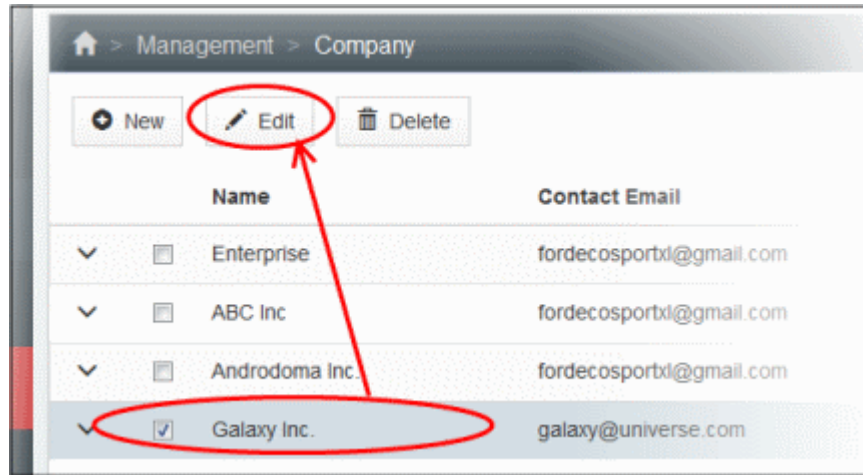 > Management > Company
New Edit Delete
Name Contact Email
Enterprise fordecosportxl@gmail.com
ABC Inc fordecosportxl@gmail.com
Androdoma Inc. fordecosportxl@gmail.com
Galaxy Inc. galaxy@universe.com